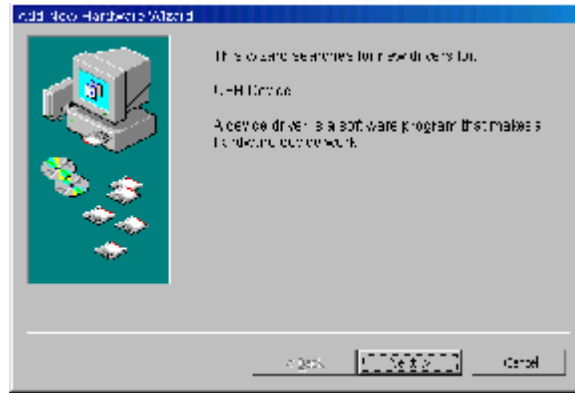 Add New Hardware Wizard
This wizard searches for new drivers for:
Device
A device driver is a software program that makes a
hardware device work.
< Back
Next >
Cancel